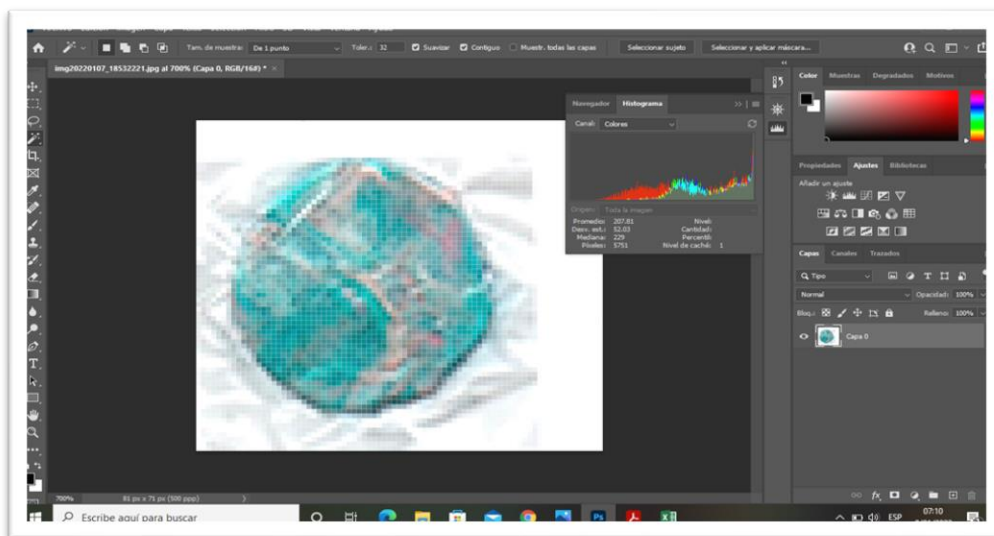 Tam. de muestra: De 1 punto Toler.: 32 Suavizar Contiguo Muestr. todas las capas Seleccionar sujeto Seleccionar y aplicar máscara...
img20220107_18532221.jpg al 700% (Capa 0, RGB/16#) * ×
Color Muestras Degradados Motivos
Navegador Histograma
Canal: Colores
Origen: Toda la imagen
Promedio: 207.81 Nivel:
Desv. est.: 52.03 Cantidad:
Mediana: 229 Percentil:
Píxeles: 5751 Nivel de caché: 1
Propiedades Ajustes Bibliotecas
Añadir un ajuste
Capas Canales Trazados
Tipo
Normal Opacidad: 100%
Bloq.: Relleno: 100%
Capa 0
700% 81 px x 71 px (500 ppp)
Escribe aquí para buscar
Ps
ESP
07:10